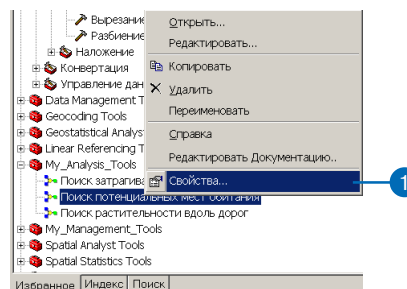 Вырезание
Разбиение
Наложение
Конвертация
Управление дан
Data Management T
Geocoding Tools
Geostatistical Analys
Linear Referencing T
My_Analysis_Tools
Поиск затрагива
Поиск потенциальных мест обитания
Поиск растительности вдоль дорог
My_Management_Tools
Spatial Analyst Tools
Spatial Statistics Tools
Избранное Индекс Поиск
Открыть...
Редактировать...
Копировать
Удалить
Переименовать
Справка
Редактировать Документацию..
Свойства...
1